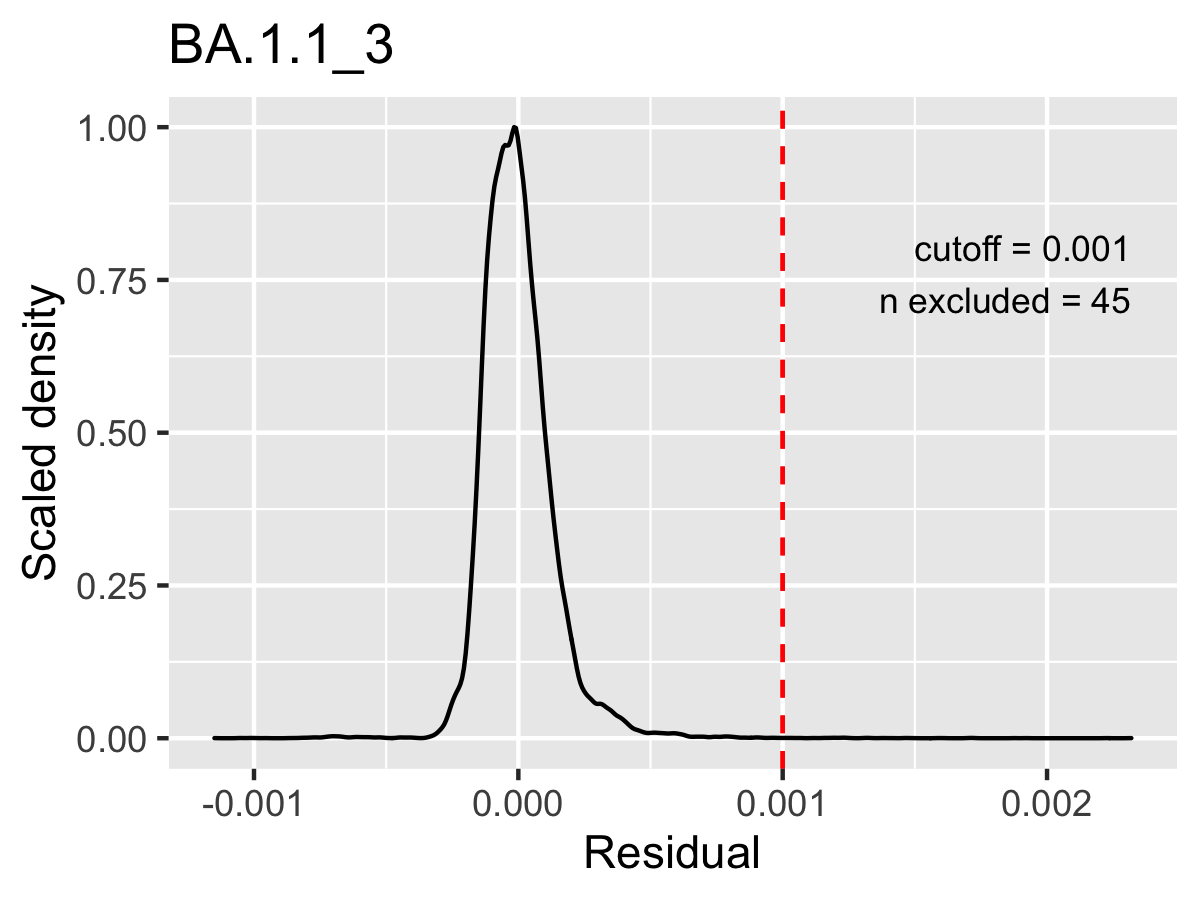 BA.1.1_3
1.00
0.75
0.50
0.25
0.00
Scaled density
cutoff = 0.001
n excluded = 45
-0.001
0.000
0.001
0.002
Residual